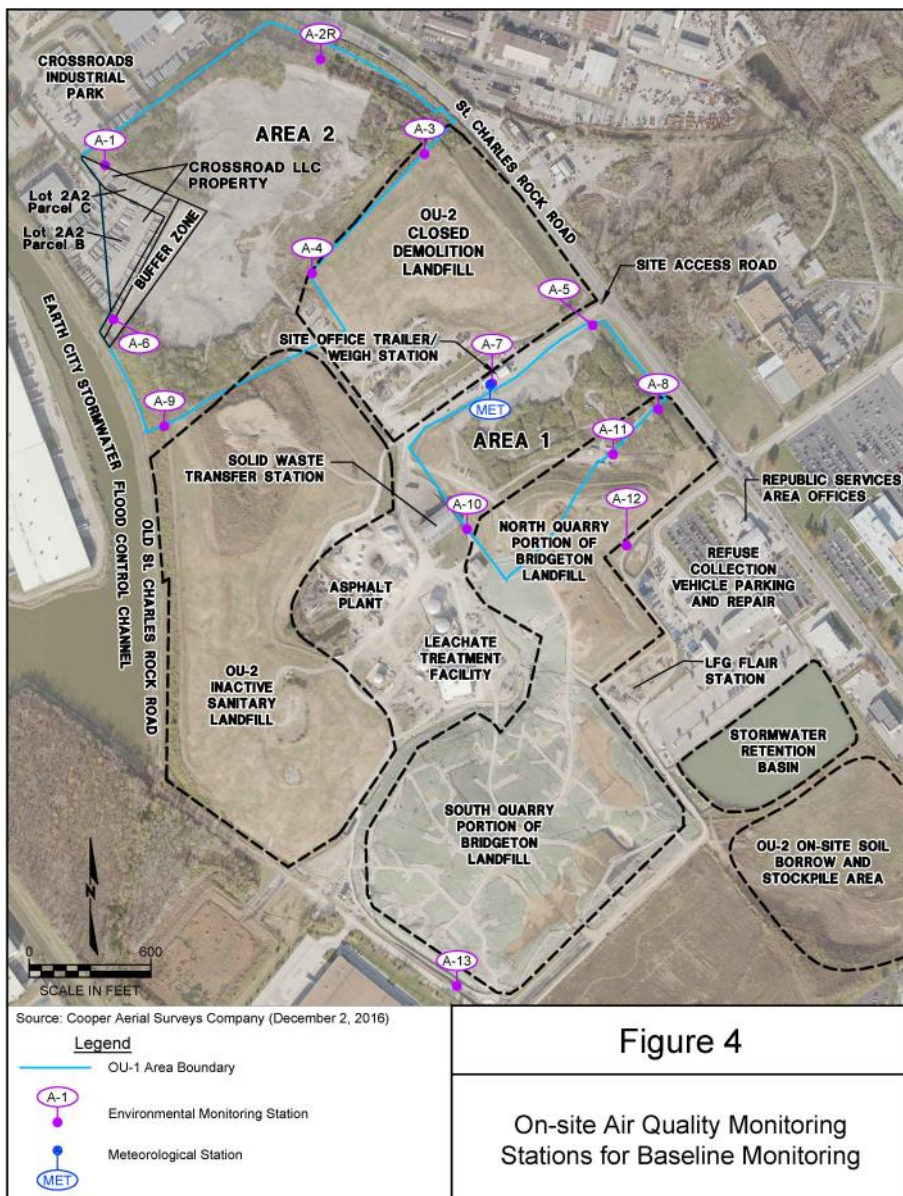 A-2R
CROSSROADS
INDUSTRIAL
PARK
AREA 2
A-1
A-3
ST. CHARLES ROCK ROAD
CROSSROAD LLC
PROPERTY
Lot 2A2
Parcel C
Lot 2A2
Parcel B
BUFFER ZONE
OU-2
CLOSED
DEMOLITION
LANDFILL
A-4
SITE ACCESS ROAD
A-5
A-6
SITE OFFICE TRAILER/
WEIGH STATION
A-7
MET
A-8
EARTH CITY STORMWATER FLOOD CONTROL CHANNEL
A-9
AREA 1
A-11
SOLID WASTE
TRANSFER STATION
REPUBLIC SERVICES
AREA OFFICES
A-10
A-12
NORTH QUARRY
PORTION OF
BRIDGETON
LANDFILL
OLD ST. CHARLES ROCK ROAD
REFUSE
COLLECTION
VEHICLE PARKING
AND REPAIR
ASPHALT
PLANT
LEACHATE
TREATMENT
FACILITY
LFG FLAIR
STATION
OU-2
INACTIVE
SANITARY
LANDFILL
STORMWATER
RETENTION
BASIN
SOUTH QUARRY
PORTION OF
BRIDGETON
LANDFILL
OU-2 ON-SITE SOIL
BORROW AND
STOCKPILE AREA
N
0 600
SCALE IN FEET
A-13
Source: Cooper Aerial Surveys Company (December 2, 2016)
Legend
OU-1 Area Boundary
A-1
Environmental Monitoring Station
Meteorological Station
MET
Figure 4
On-site Air Quality Monitoring
Stations for Baseline Monitoring